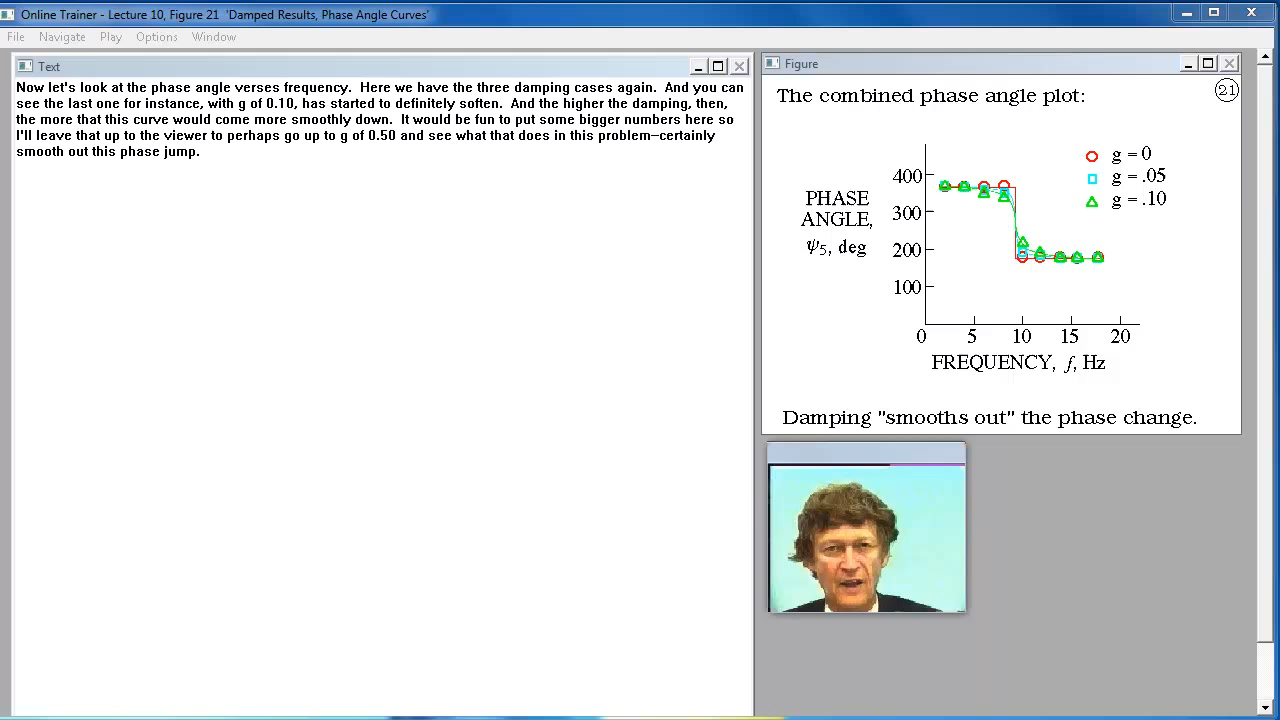 Online Trainer - Lecture 10, Figure 21 'Damped Results, Phase Angle Curves'
File Navigate Play Options Window
Text
Now let's look at the phase angle verses frequency. Here we have the three damping cases again. And you can
see the last one for instance, with g of 0.10, has started to definitely soften. And the higher the damping, then,
the more that this curve would come more smoothly down. It would be fun to put some bigger numbers here so
I'll leave that up to the viewer to perhaps go up to g of 0.50 and see what that does in this problem–certainly
smooth out this phase jump.
Figure
The combined phase angle plot:
21
g = 0
g = .05
g = .10
PHASE
ANGLE,
ψ5, deg
400
300
200
100
0 5 10 15 20
FREQUENCY, f, Hz
Damping "smooths out" the phase change.